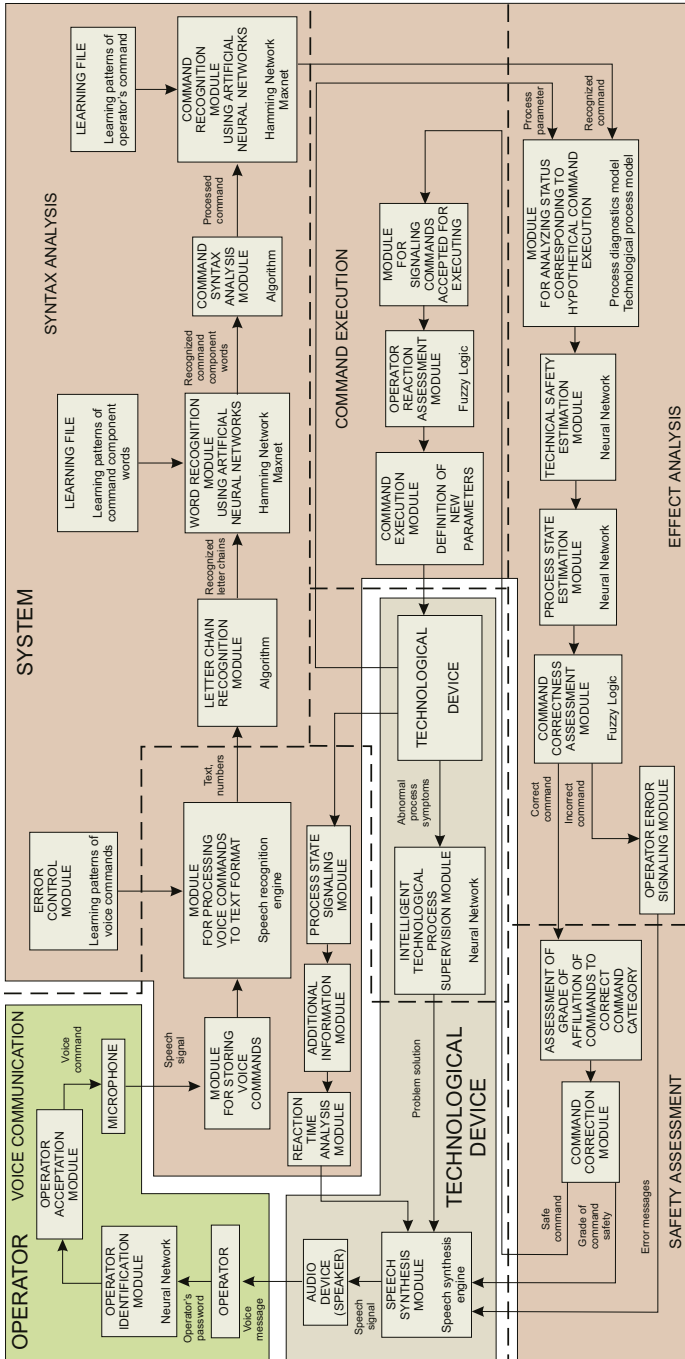 OPERATOR
VOICE COMMUNICATION
OPERATOR
ACCEPTATION
MODULE
Voice
command
MICROPHONE
Speech
signal
OPERATOR
IDENTIFICATION
MODULE
Neural Network
Operator's
password
OPERATOR
Voice
message
AUDIO
DEVICE
(SPEAKER)
Speech
signal
SPEECH
SYNTHESIS
MODULE
Speech synthesis
engine
SYSTEM
SYNTAX ANALYSIS
ERROR
CONTROL
MODULE
Learning patterns of
voice commands
MODULE
FOR STORING
VOICE
COMMANDS
MODULE
FOR PROCESSING
VOICE COMMANDS
TO TEXT FORMAT
Speech recognition
engine
Text,
numbers
LETTER CHAIN
RECOGNITION
MODULE
Algorithm
Recognized
letter chains
LEARNING FILE
Learning patterns of
command component
words
WORD RECOGNITION
MODULE
USING ARTIFICIAL
NEURAL NETWORKS
Hamming Network
Maxnet
Recognized
command
component
words
COMMAND
SYNTAX
ANALYSIS
MODULE
Algorithm
Processed
command
LEARNING FILE
Learning patterns of
operator's command
COMMAND
RECOGNITION
MODULE
USING ARTIFICIAL
NEURAL NETWORKS
Hamming Network
Maxnet
REACTION
TIME
ANALYSIS
MODULE
ADDITIONAL
INFORMATION
MODULE
PROCESS STATE
SIGNALING
MODULE
COMMAND EXECUTION
COMMAND
EXECUTION
MODULE
DEFINITION OF
NEW
PARAMETERS
OPERATOR
REACTION
ASSESSMENT
MODULE
Fuzzy Logic
MODULE
FOR
SIGNALING
COMMANDS
ACCEPTED FOR
EXECUTING
Process
parameter
Recognized
command
TECHNOLOGICAL
DEVICE
Problem solution
INTELLIGENT
TECHNOLOGICAL
PROCESS
SUPERVISION MODULE
Neural Network
Abnormal
process
symptoms
TECHNOLOGICAL
DEVICE
SAFETY ASSESSMENT
Safe
command
Grade of
command
safety
Error messages
COMMAND
CORRECTION
MODULE
ASSESSMENT OF
GRADE OF
AFFILIATION OF
COMMANDS TO
CORRECT
COMMAND
CATEGORY
OPERATOR ERROR
SIGNALING MODULE
Correct
command
Incorrect
command
EFFECT ANALYSIS
COMMAND
CORRECTNESS
ASSESSMENT
MODULE
Fuzzy Logic
PROCESS STATE
ESTIMATION
MODULE
Neural Network
TECHNICAL SAFETY
ESTIMATION
MODULE
Neural Network
MODULE
FOR ANALYZING STATUS
CORRESPONDING TO
HYPOTHETICAL COMMAND
EXECUTION
Process diagnostics model
Technological process model